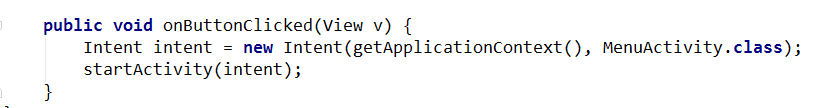 public void onButtonClicked(View v) {
    Intent intent = new Intent(getApplicationContext(), MenuActivity.class);
    startActivity(intent);
}